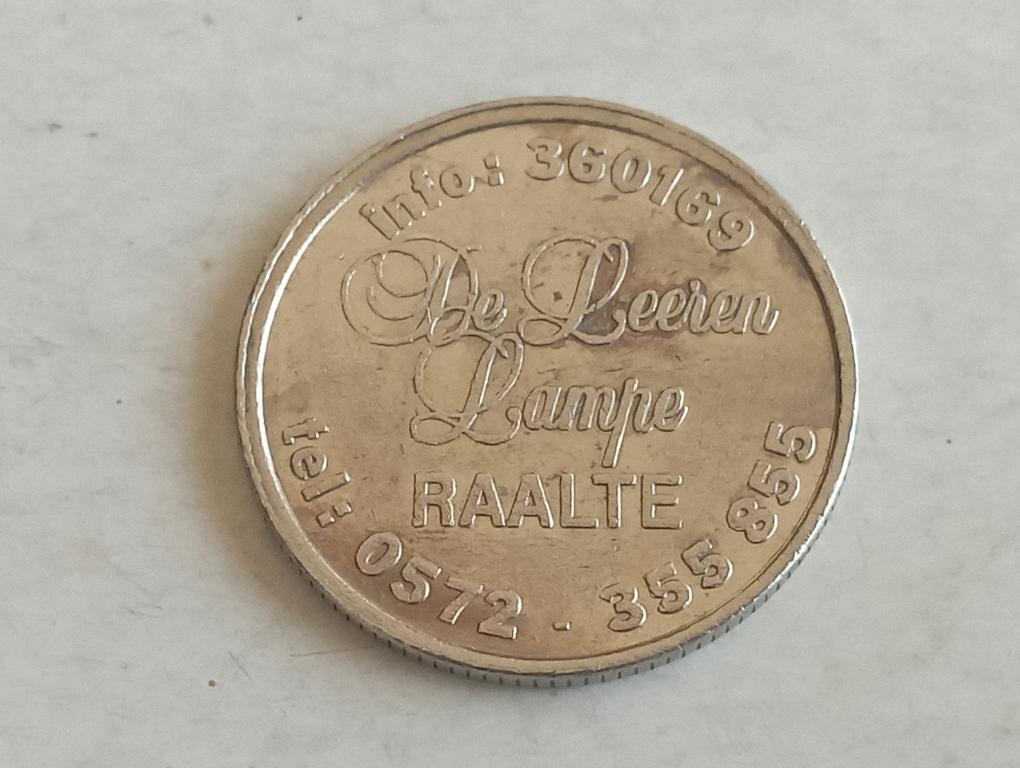 info: 360169
De Leeren
Lampe
RAALTE
tel: 0572 - 355 855